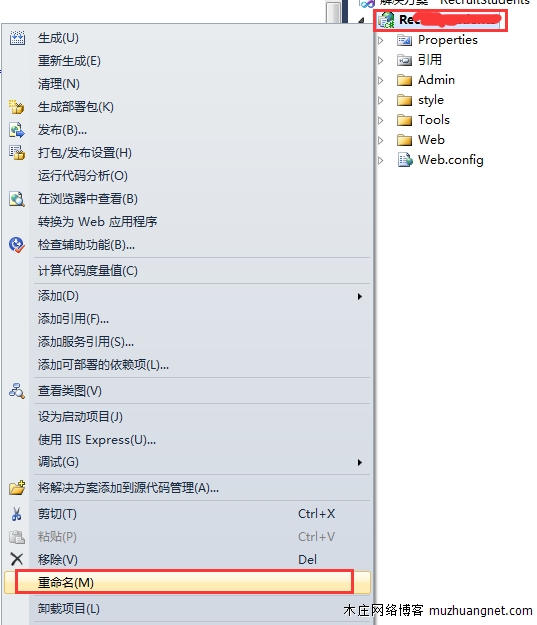 解决方案 "RecruitStudents
Rec
Properties
引用
Admin
style
Tools
Web
Web.config
生成(U)
重新生成(E)
清理(N)
生成部署包(K)
发布(B)...
打包/发布设置(H)
运行代码分析(O)
在浏览器中查看(B)
转换为 Web 应用程序
检查辅助功能(B)...
计算代码度量值(C)
添加(D)
添加引用(F)...
添加服务引用(S)...
添加可部署的依赖项(L)...
查看类图(V)
设为启动项目(J)
使用 IIS Express(U)...
调试(G)
将解决方案添加到源代码管理(A)...
剪切(T) Ctrl+X
粘贴(P) Ctrl+V
移除(V) Del
重命名(M)
卸载项目(L)
木庄网络博客 muzhuangnet.com